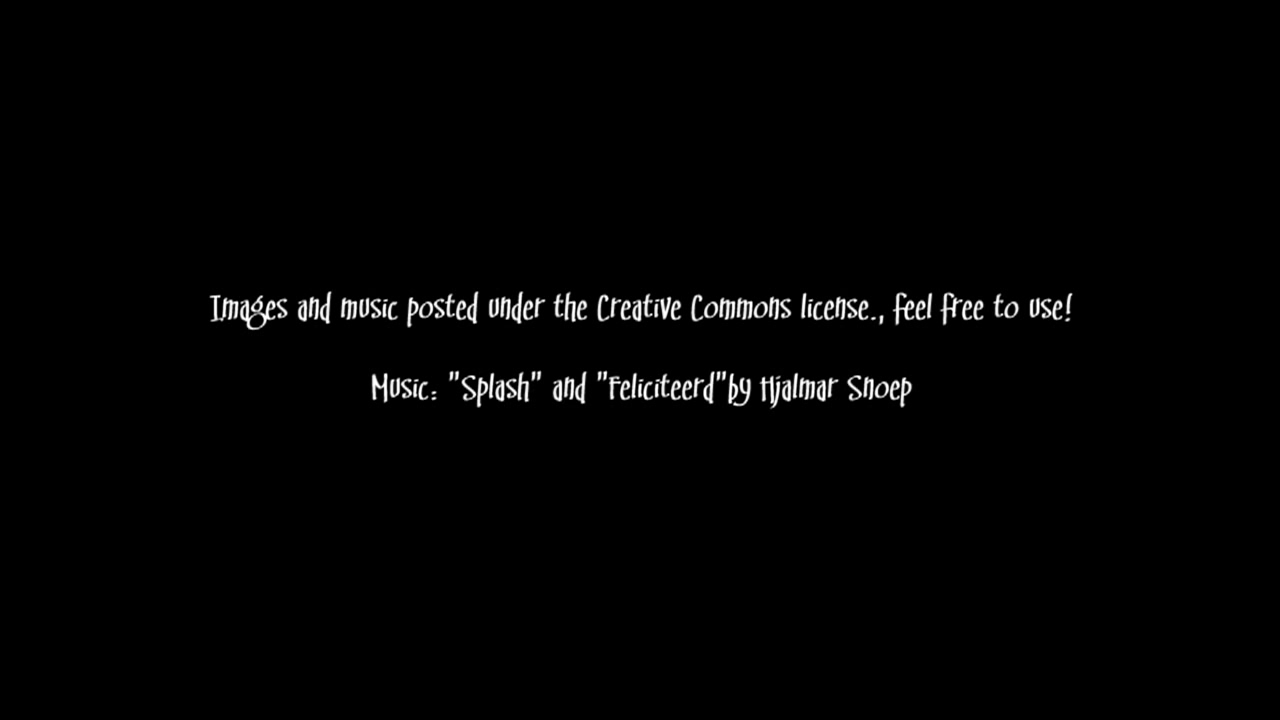 Images and music posted under the Creative Commons license., feel free to use!
Music: "Splash" and "Feliciteerd"by Hjalmar Snoep